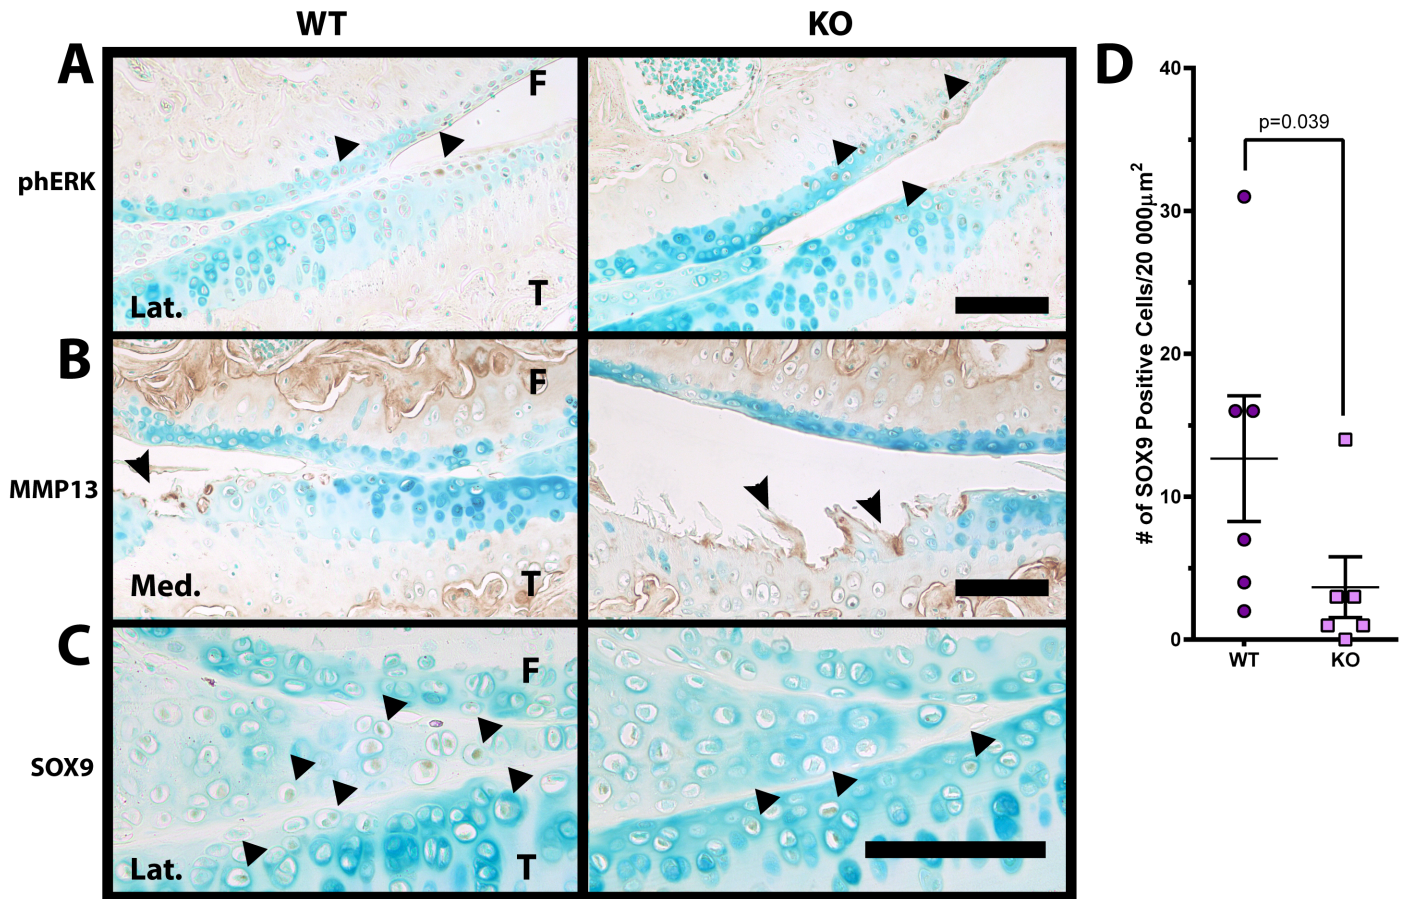 WT KO
A
phERK
F
T
Lat.
B
MMP13
F
T
Med.
C
SOX9
F
T
Lat.
D
# of SOX9 Positive Cells/20 000μm²
40
30
20
10
0
p=0.039
WT KO